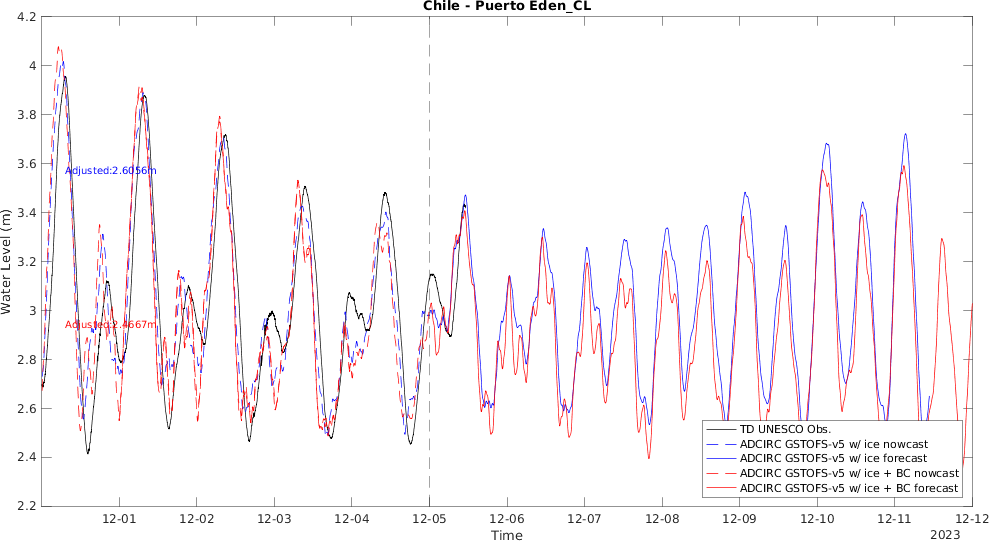 Chile - Puerto Eden_CL
4.2
4
3.8
3.6
3.4
3.2
3
2.8
2.6
2.4
2.2
Water Level (m)
Adjusted:2.6056m
Adjusted:2.4667m
TD UNESCO Obs.
ADCIRC GSTOFS-v5 w/ ice nowcast
ADCIRC GSTOFS-v5 w/ ice forecast
ADCIRC GSTOFS-v5 w/ ice + BC nowcast
ADCIRC GSTOFS-v5 w/ ice + BC forecast
12-01 12-02 12-03 12-04 12-05 12-06 12-07 12-08 12-09 12-10 12-11 12-12
Time
2023